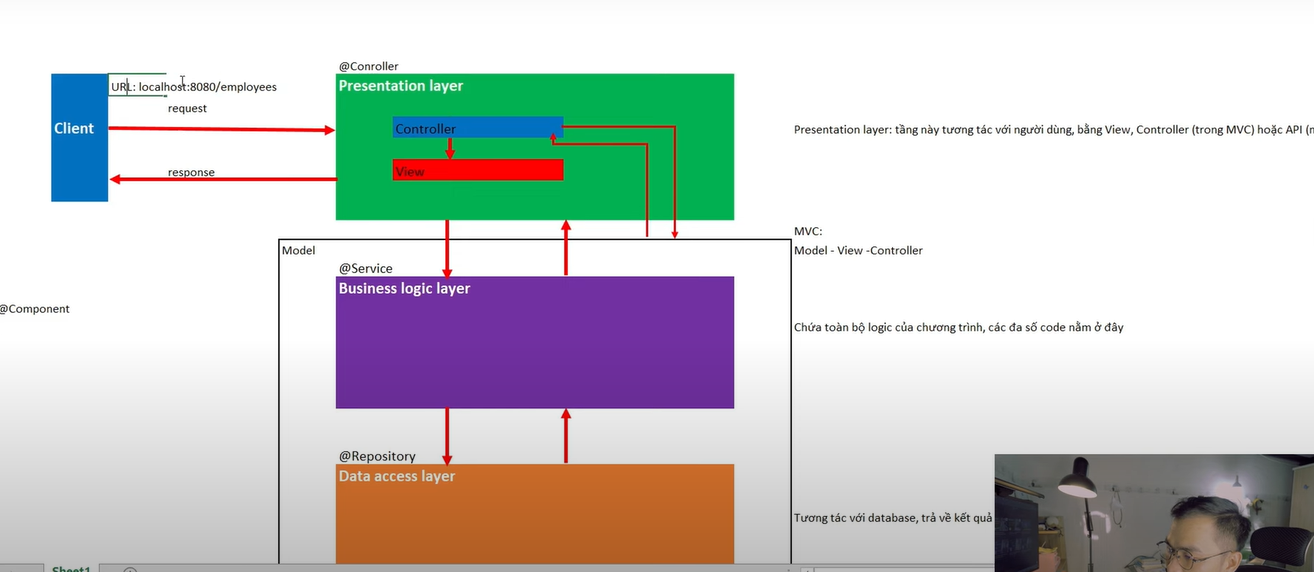 @Conroller
URL: localhost:8080/employees
Presentation layer
request
Client
Controller
Presentation layer: tầng này tương tác với người dùng, bằng View, Controller (trong MVC) hoặc API
response
View
MVC:
Model
Model - View -Controller
@Service
Business logic layer
@Component
Chứa toàn bộ logic của chương trình, các đa số code nằm ở đây
@Repository
Data access layer
Tương tác với database, trả về kết quả
Sheet1